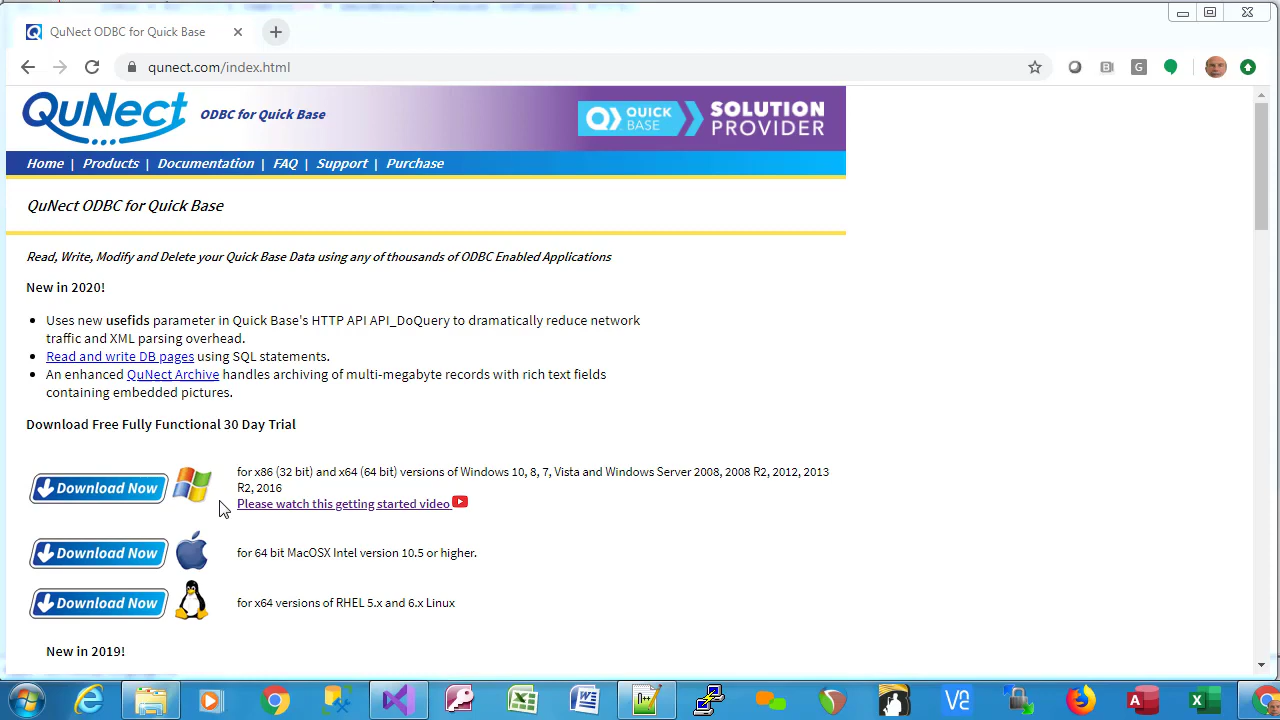 QuNect ODBC for Quick Base
qunect.com/index.html
QuNect
ODBC for Quick Base
QUICK BASE
SOLUTION PROVIDER
Home | Products | Documentation | FAQ | Support | Purchase
QuNect ODBC for Quick Base
Read, Write, Modify and Delete your Quick Base Data using any of thousands of ODBC Enabled Applications
New in 2020!
Uses new usefids parameter in Quick Base's HTTP API API_DoQuery to dramatically reduce network
traffic and XML parsing overhead.
Read and write DB pages using SQL statements.
An enhanced QuNect Archive handles archiving of multi-megabyte records with rich text fields
containing embedded pictures.
Download Free Fully Functional 30 Day Trial
Download Now
for x86 (32 bit) and x64 (64 bit) versions of Windows 10, 8, 7, Vista and Windows Server 2008, 2008 R2, 2012, 2013
R2, 2016
Please watch this getting started video
Download Now
for 64 bit MacOSX Intel version 10.5 or higher.
Download Now
for x64 versions of RHEL 5.x and 6.x Linux
New in 2019!